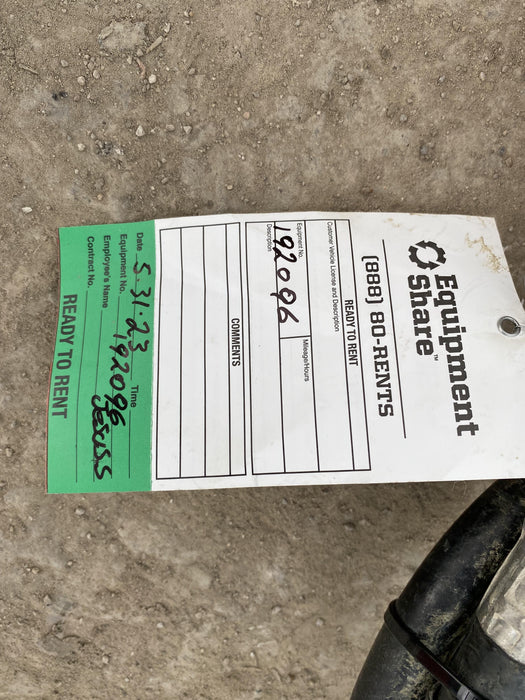 Equipment
Share™
(888) 80-RENTS
READY TO RENT
Customer Vehicle License and Description
Equipment No. Mileage/Hours
192096
Description
COMMENTS
Date 5.31.23 Time
Equipment No. 192096
Employee's Name Jesus S
Contract No.
READY TO RENT